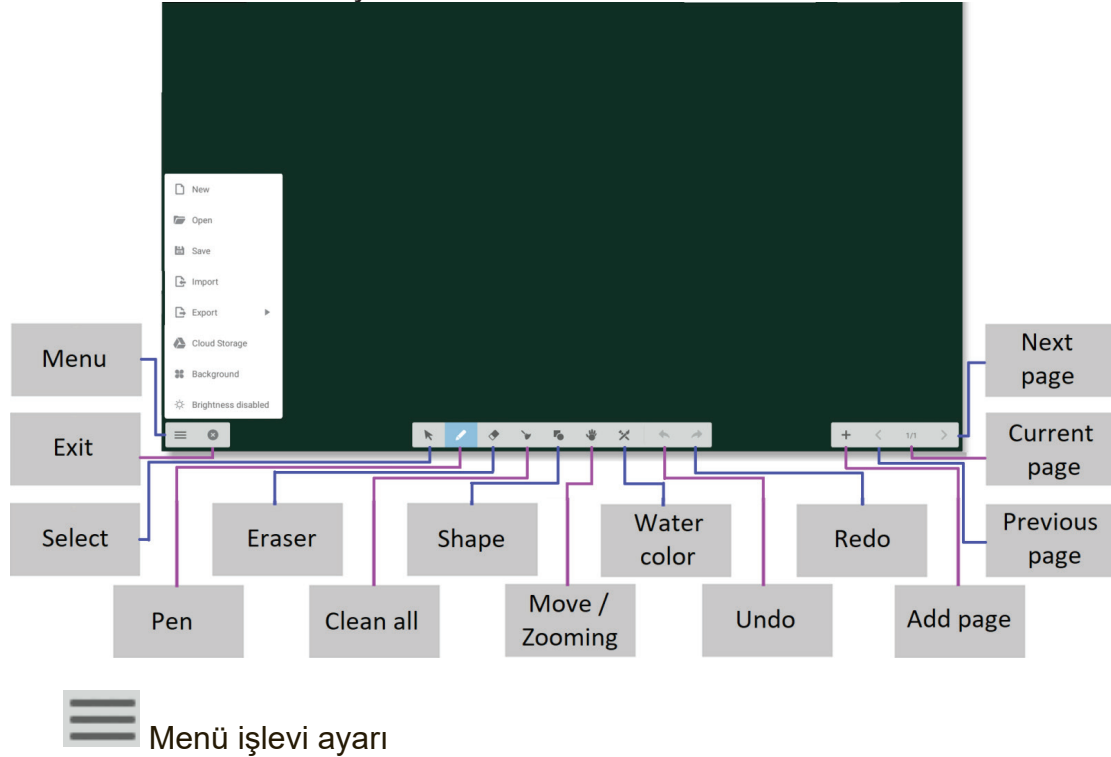 New
Open
Save
Import
Export
Cloud Storage
Background
Brightness disabled
Menu
Exit
Select
Pen
Eraser
Clean all
Shape
Move /
Zooming
Water
color
Undo
Redo
1/1
Next
page
Current
page
Previous
page
Add page
Menü işlevi ayarı